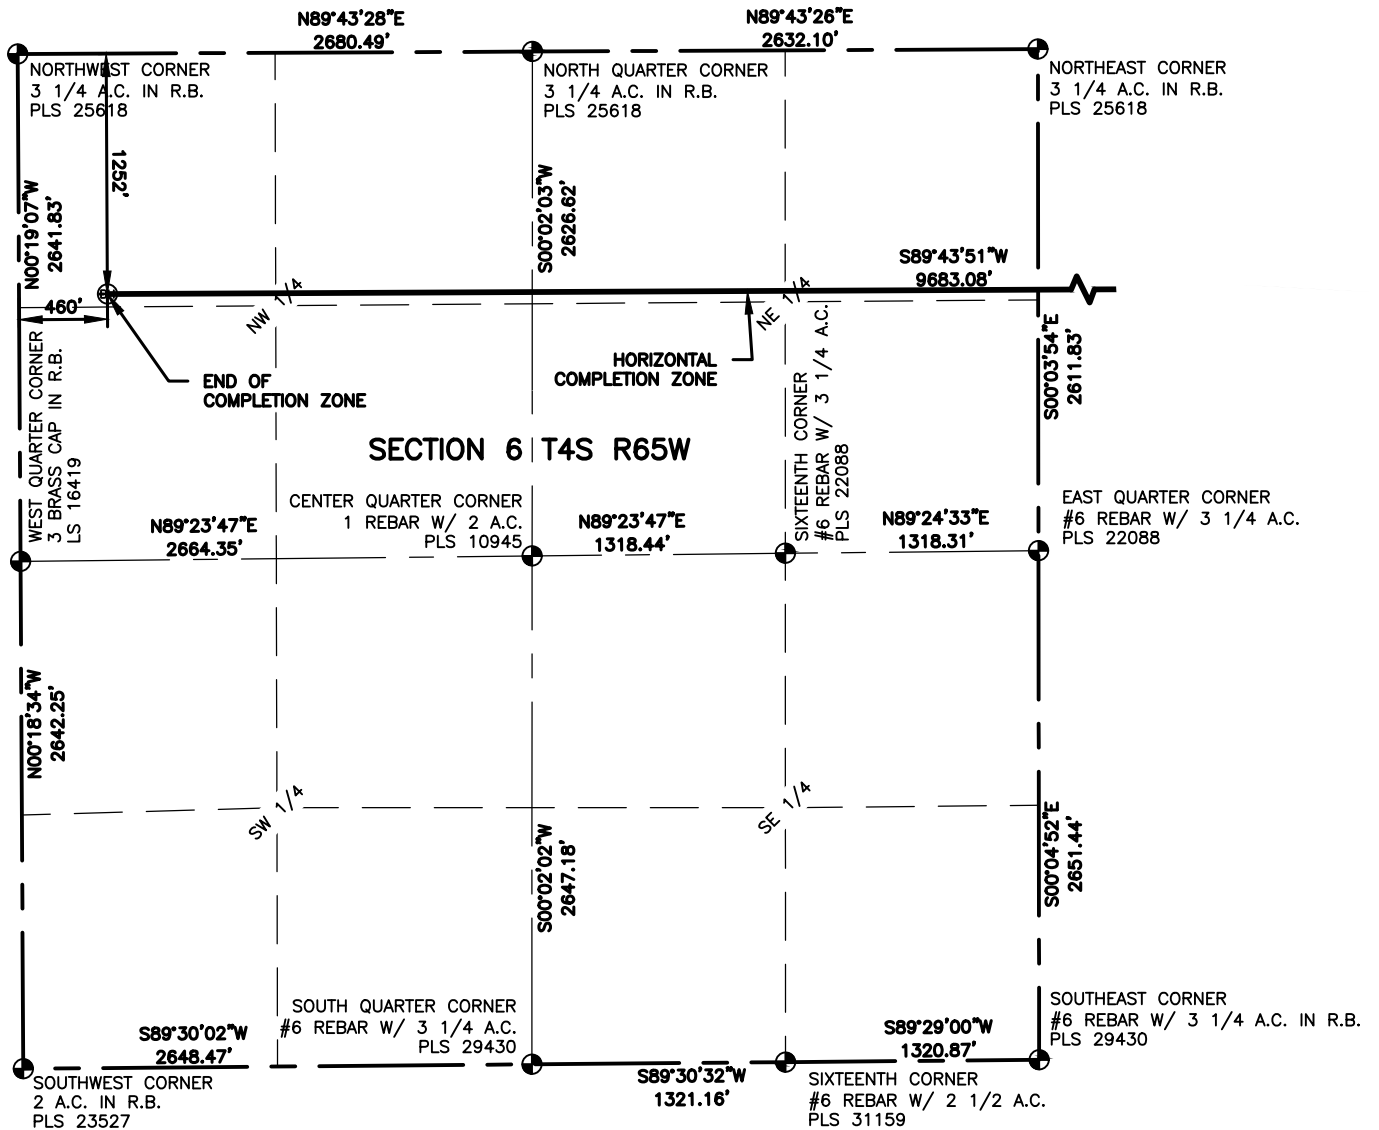 N89°43'28"E
2680.49'
N89°43'26"E
2632.10'
NORTHWEST CORNER
3 1/4 A.C. IN R.B.
PLS 25618
NORTH QUARTER CORNER
3 1/4 A.C. IN R.B.
PLS 25618
NORTHEAST CORNER
3 1/4 A.C. IN R.B.
PLS 25618
1252'
N00°19'07"W
2641.83'
S00°02'03"W
2626.62'
S89°43'51"W
9683.08'
460'
NW 1/4
NE 1/4
END OF
COMPLETION ZONE
HORIZONTAL
COMPLETION ZONE
S00°03'54"E
2611.83'
WEST QUARTER CORNER
3 BRASS CAP IN R.B.
LS 16419
SECTION 6 T4S R65W
SIXTEENTH CORNER
#6 REBAR W/ 3 1/4 A.C.
PLS 22088
CENTER QUARTER CORNER
1 REBAR W/ 2 A.C.
PLS 10945
EAST QUARTER CORNER
#6 REBAR W/ 3 1/4 A.C.
PLS 22088
N89°23'47"E
2664.35'
N89°23'47"E
1318.44'
N89°24'33"E
1318.31'
N00°18'34"W
2642.25'
SW 1/4
SE 1/4
S00°02'02"W
2647.18'
S00°04'52"E
2651.44'
SOUTH QUARTER CORNER
#6 REBAR W/ 3 1/4 A.C.
PLS 29430
SOUTHEAST CORNER
#6 REBAR W/ 3 1/4 A.C. IN R.B.
PLS 29430
S89°30'02"W
2648.47'
S89°29'00"W
1320.87'
S89°30'32"W
1321.16'
SOUTHWEST CORNER
2 A.C. IN R.B.
PLS 23527
SIXTEENTH CORNER
#6 REBAR W/ 2 1/2 A.C.
PLS 31159